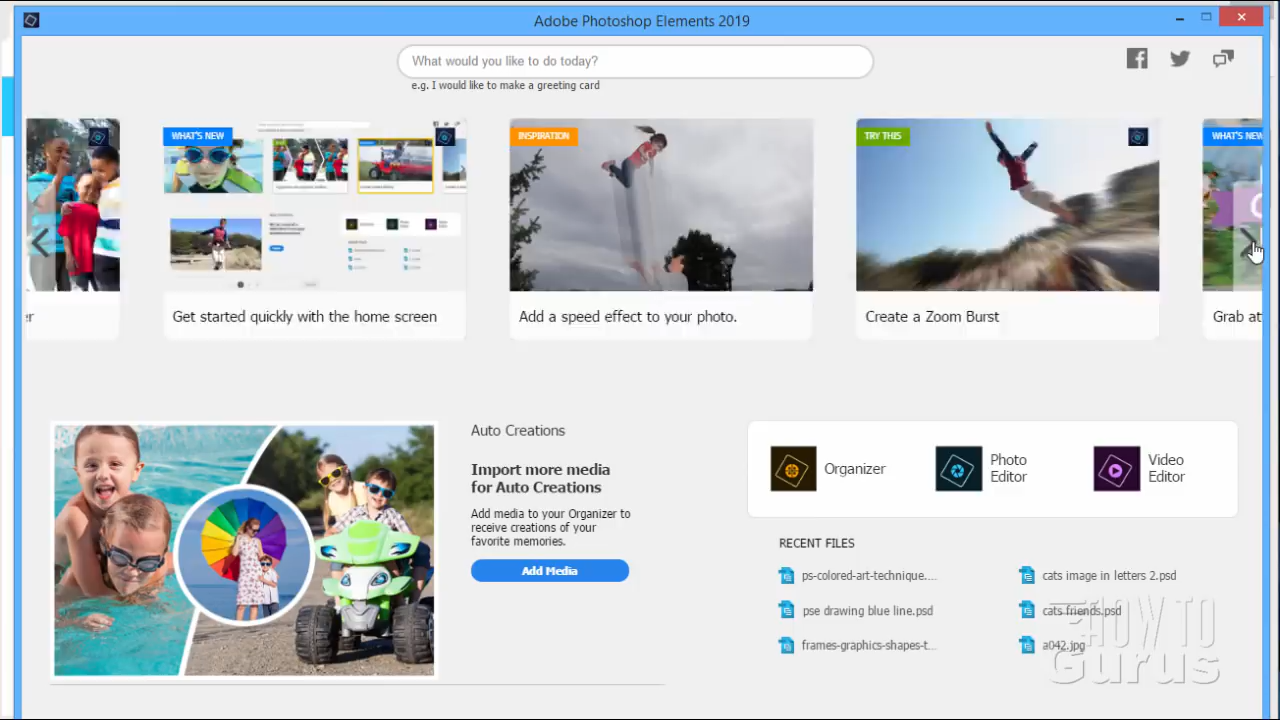 Adobe Photoshop Elements 2019
What would you like to do today?
e.g. I would like to make a greeting card
WHAT'S NEW
INSPIRATION
TRY THIS
WHAT'S NEW
er
Get started quickly with the home screen
Add a speed effect to your photo.
Create a Zoom Burst
Grab at
Auto Creations
Import more media
for Auto Creations
Add media to your Organizer to
receive creations of your
favorite memories.
Add Media
Organizer
Photo
Editor
Video
Editor
RECENT FILES
ps-colored-art-technique....
cats image in letters 2.psd
pse drawing blue line.psd
cats friends.psd
frames-graphics-shapes-t...
a042.jpg
HOW TO
Gurus